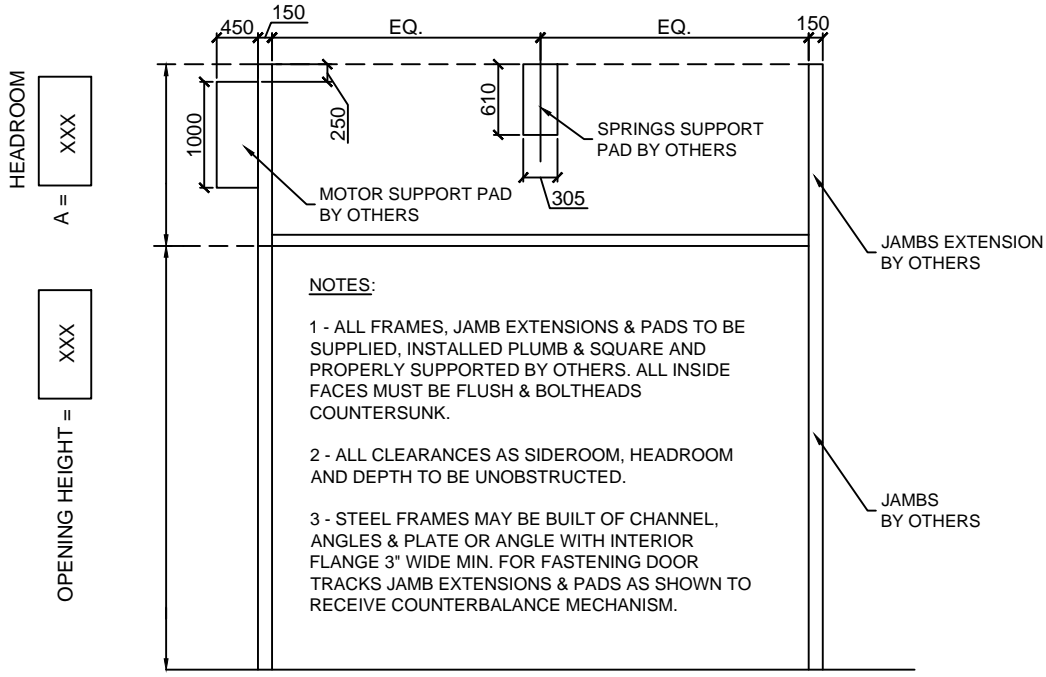 450
150
EQ.
EQ.
150
HEADROOM
A =
XXX
1000
250
610
305
SPRINGS SUPPORT
PAD BY OTHERS
MOTOR SUPPORT PAD
BY OTHERS
JAMBS EXTENSION
BY OTHERS
OPENING HEIGHT =
XXX
NOTES:
1 - ALL FRAMES, JAMB EXTENSIONS & PADS TO BE
SUPPLIED, INSTALLED PLUMB & SQUARE AND
PROPERLY SUPPORTED BY OTHERS. ALL INSIDE
FACES MUST BE FLUSH & BOLTHEADS
COUNTERSUNK.
2 - ALL CLEARANCES AS SIDEROOM, HEADROOM
AND DEPTH TO BE UNOBSTRUCTED.
3 - STEEL FRAMES MAY BE BUILT OF CHANNEL,
ANGLES & PLATE OR ANGLE WITH INTERIOR
FLANGE 3" WIDE MIN. FOR FASTENING DOOR
TRACKS JAMB EXTENSIONS & PADS AS SHOWN TO
RECEIVE COUNTERBALANCE MECHANISM.
JAMBS
BY OTHERS